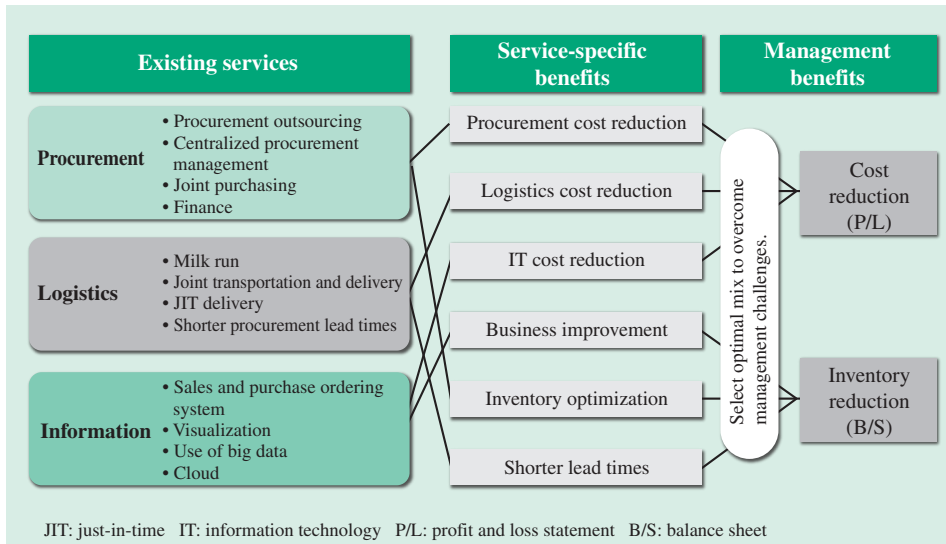 Existing services
Service-specific
benefits
Management
benefits
Procurement
• Procurement outsourcing
• Centralized procurement
management
• Joint purchasing
• Finance
Logistics
• Milk run
• Joint transportation and delivery
• JIT delivery
• Shorter procurement lead times
Information
• Sales and purchase ordering
system
• Visualization
• Use of big data
• Cloud
Procurement cost reduction
Logistics cost reduction
IT cost reduction
Business improvement
Inventory optimization
Shorter lead times
Select optimal mix to overcome
management challenges.
Cost
reduction
(P/L)
Inventory
reduction
(B/S)
JIT: just-in-time IT: information technology P/L: profit and loss statement B/S: balance sheet